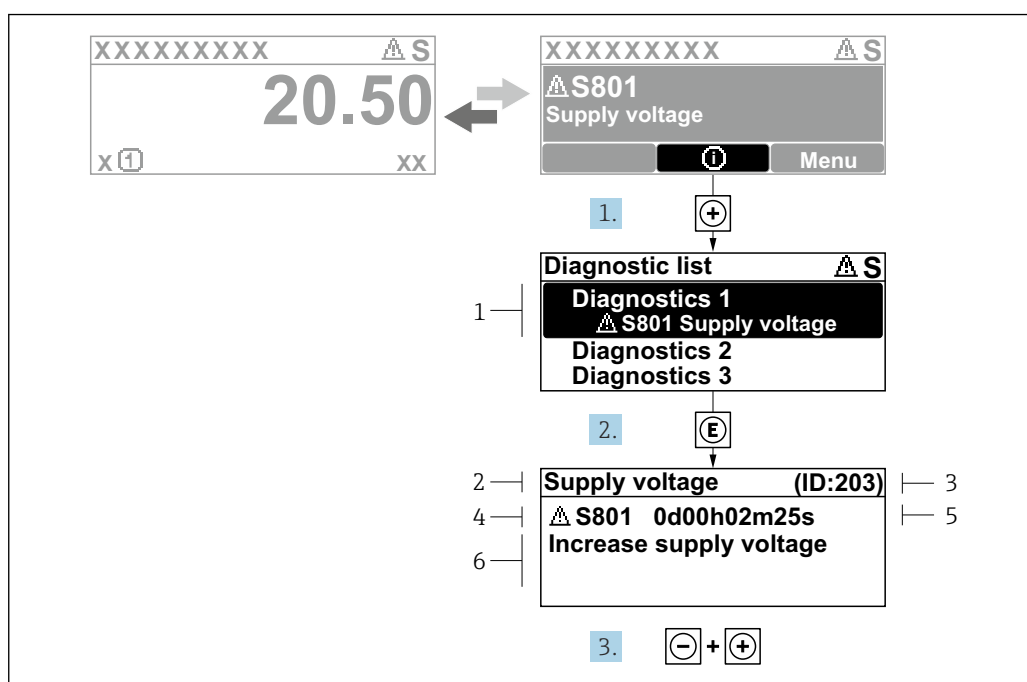 XXXXXXXXX ⚠ S
20.50
X ① XX
XXXXXXXXX ⚠ S
⚠ S801
Supply voltage
ⓘ Menu
1. +
Diagnostic list ⚠ S
1 Diagnostics 1
⚠ S801 Supply voltage
Diagnostics 2
Diagnostics 3
2. E
2 Supply voltage (ID:203) 3
4 ⚠ S801 0d00h02m25s 5
6 Increase supply voltage
3. - + +